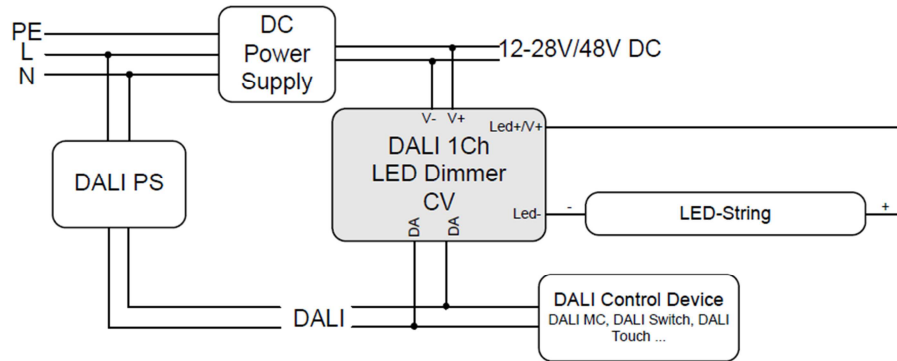 PE
L
N
DC
Power
Supply
12-28V/48V DC
V- V+
Led+/V+
DALI 1Ch
LED Dimmer
CV
DALI PS
Led-
- LED-String +
DA DA
DALI
DALI Control Device
DALI MC, DALI Switch, DALI
Touch ...